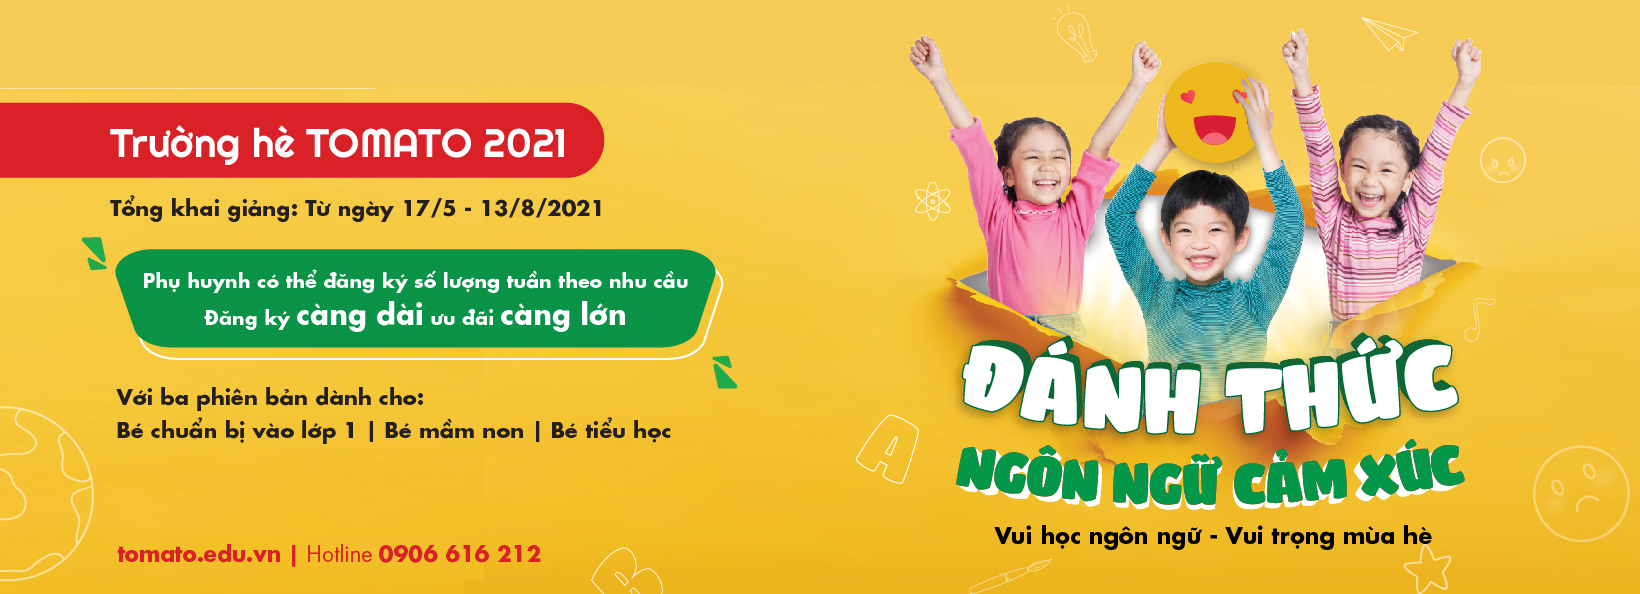 Trường hè TOMATO 2021
Tổng khai giảng: Từ ngày 17/5 - 13/8/2021
Phụ huynh có thể đăng ký số lượng tuần theo nhu cầu
Đăng ký càng dài ưu đãi càng lớn
Với ba phiên bản dành cho:
Bé chuẩn bị vào lớp 1 | Bé mầm non | Bé tiểu học
tomato.edu.vn | Hotline 0906 616 212
ĐÁNH THỨC
NGÔN NGỮ CẢM XÚC
Vui học ngôn ngữ - Vui trọng mùa hè
A
B